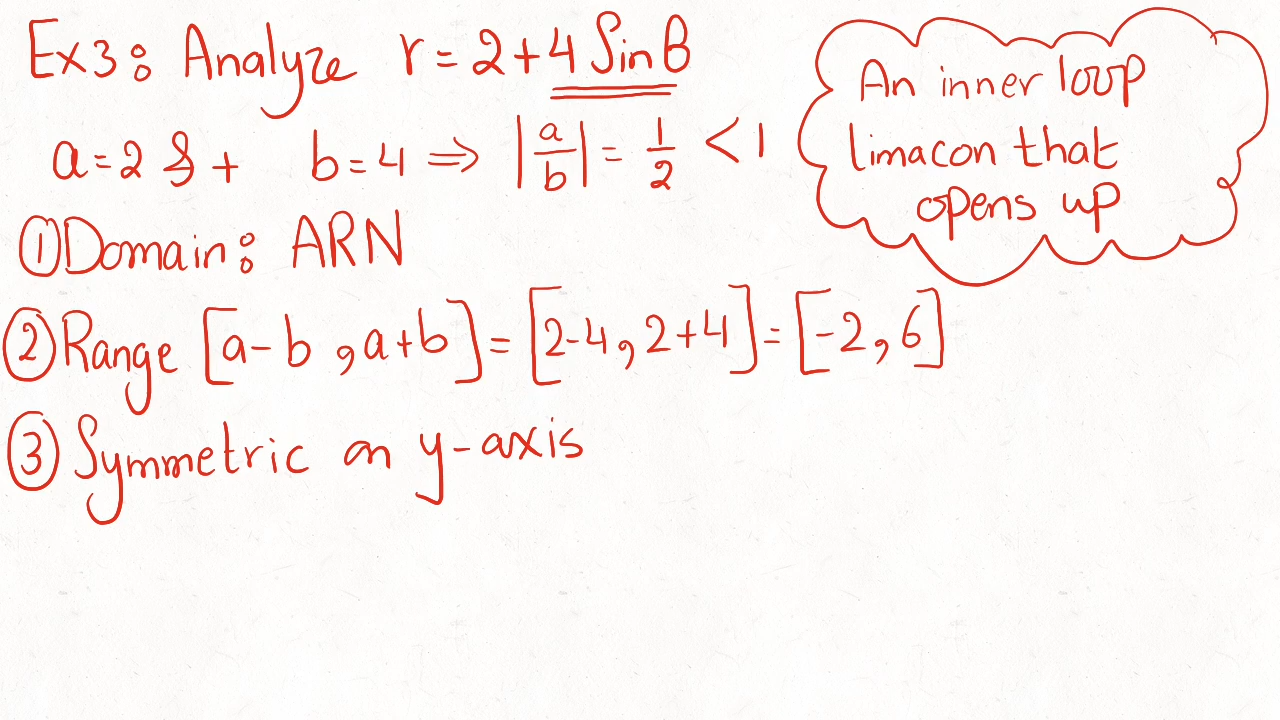 Ex3: Analyze r = 2 + 4 Sin θ
a = 2 & + b = 4 ⇒ |a/b| = 1/2 < 1
① Domain: ARN
② Range [a - b , a + b] = [2-4, 2+4] = [-2, 6]
③ Symmetric on y-axis
An inner loop
limacon that
opens up